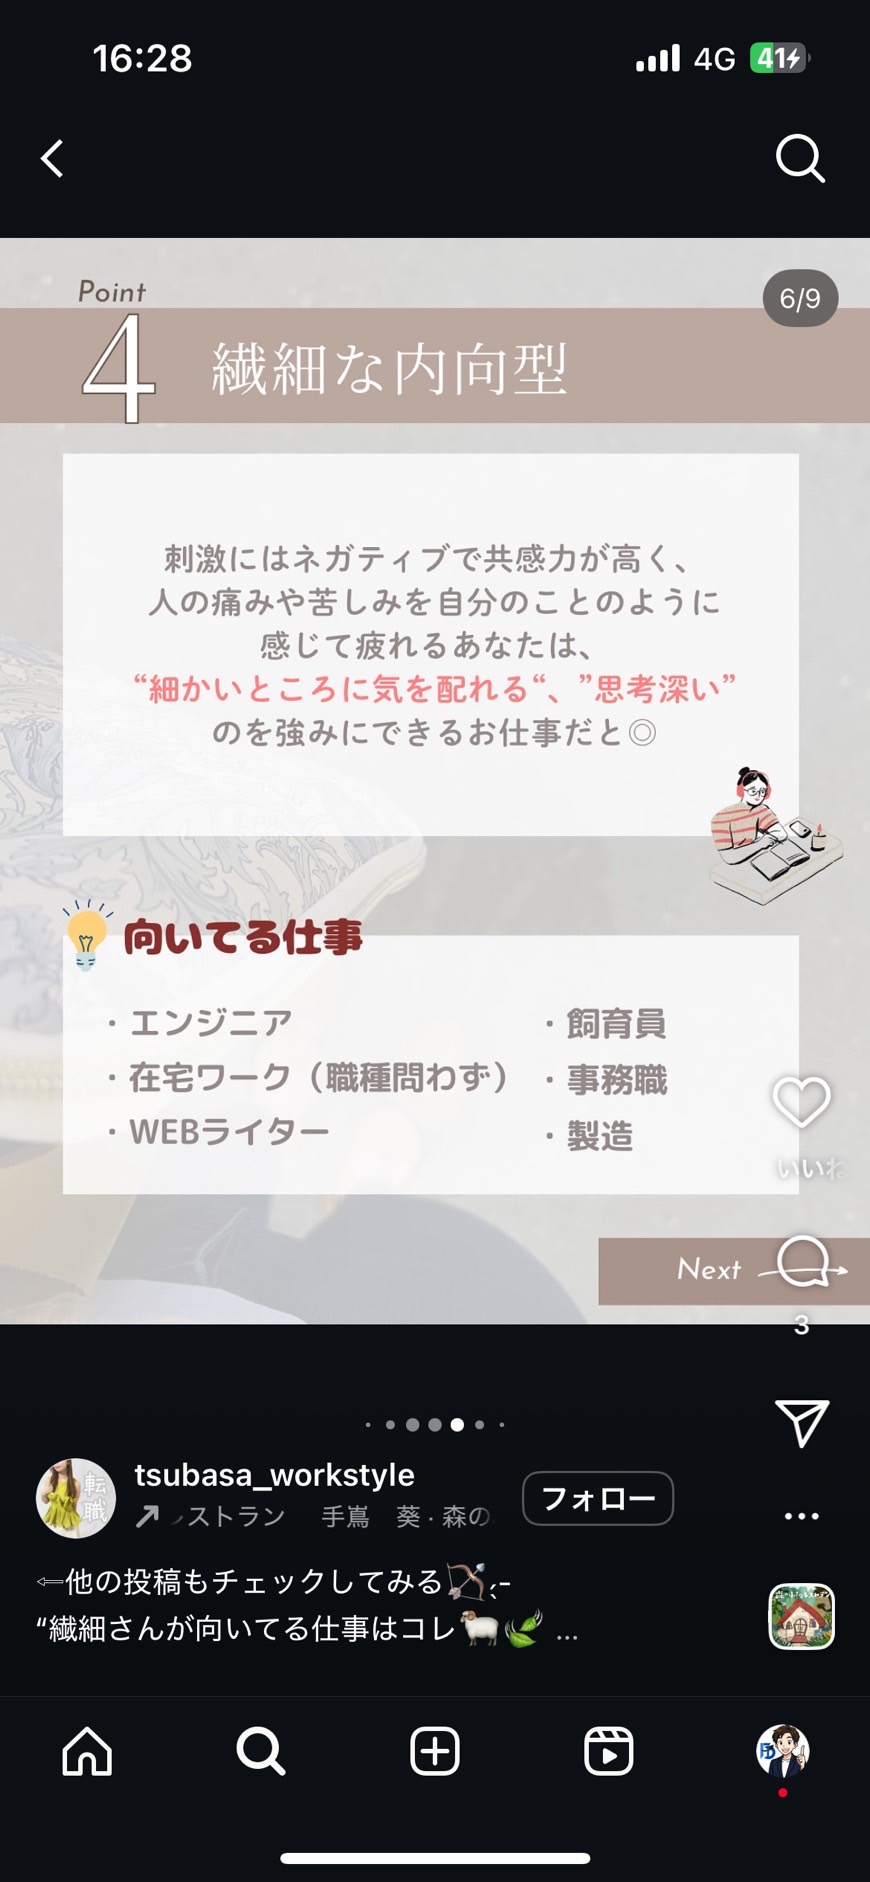 16:28
4G
41
Point
6/9
4
繊細な内向型
刺激にはネガティブで共感力が高く、
人の痛みや苦しみを自分のことのように
感じて疲れるあなたは、
“細かいところに気を配れる“、”思考深い”
のを強みにできるお仕事だと◎
向いてる仕事
・エンジニア
・在宅ワーク（職種問わず）
・WEBライター
・飼育員
・事務職
・製造
いいね
Next
3
tsubasa_workstyle
転職
ストラン 手嶌 葵・森の
フォロー
⇦他の投稿もチェックしてみる🏹ˎˊ-
“繊細さんが向いてる仕事はコレ🐏🍃 ...